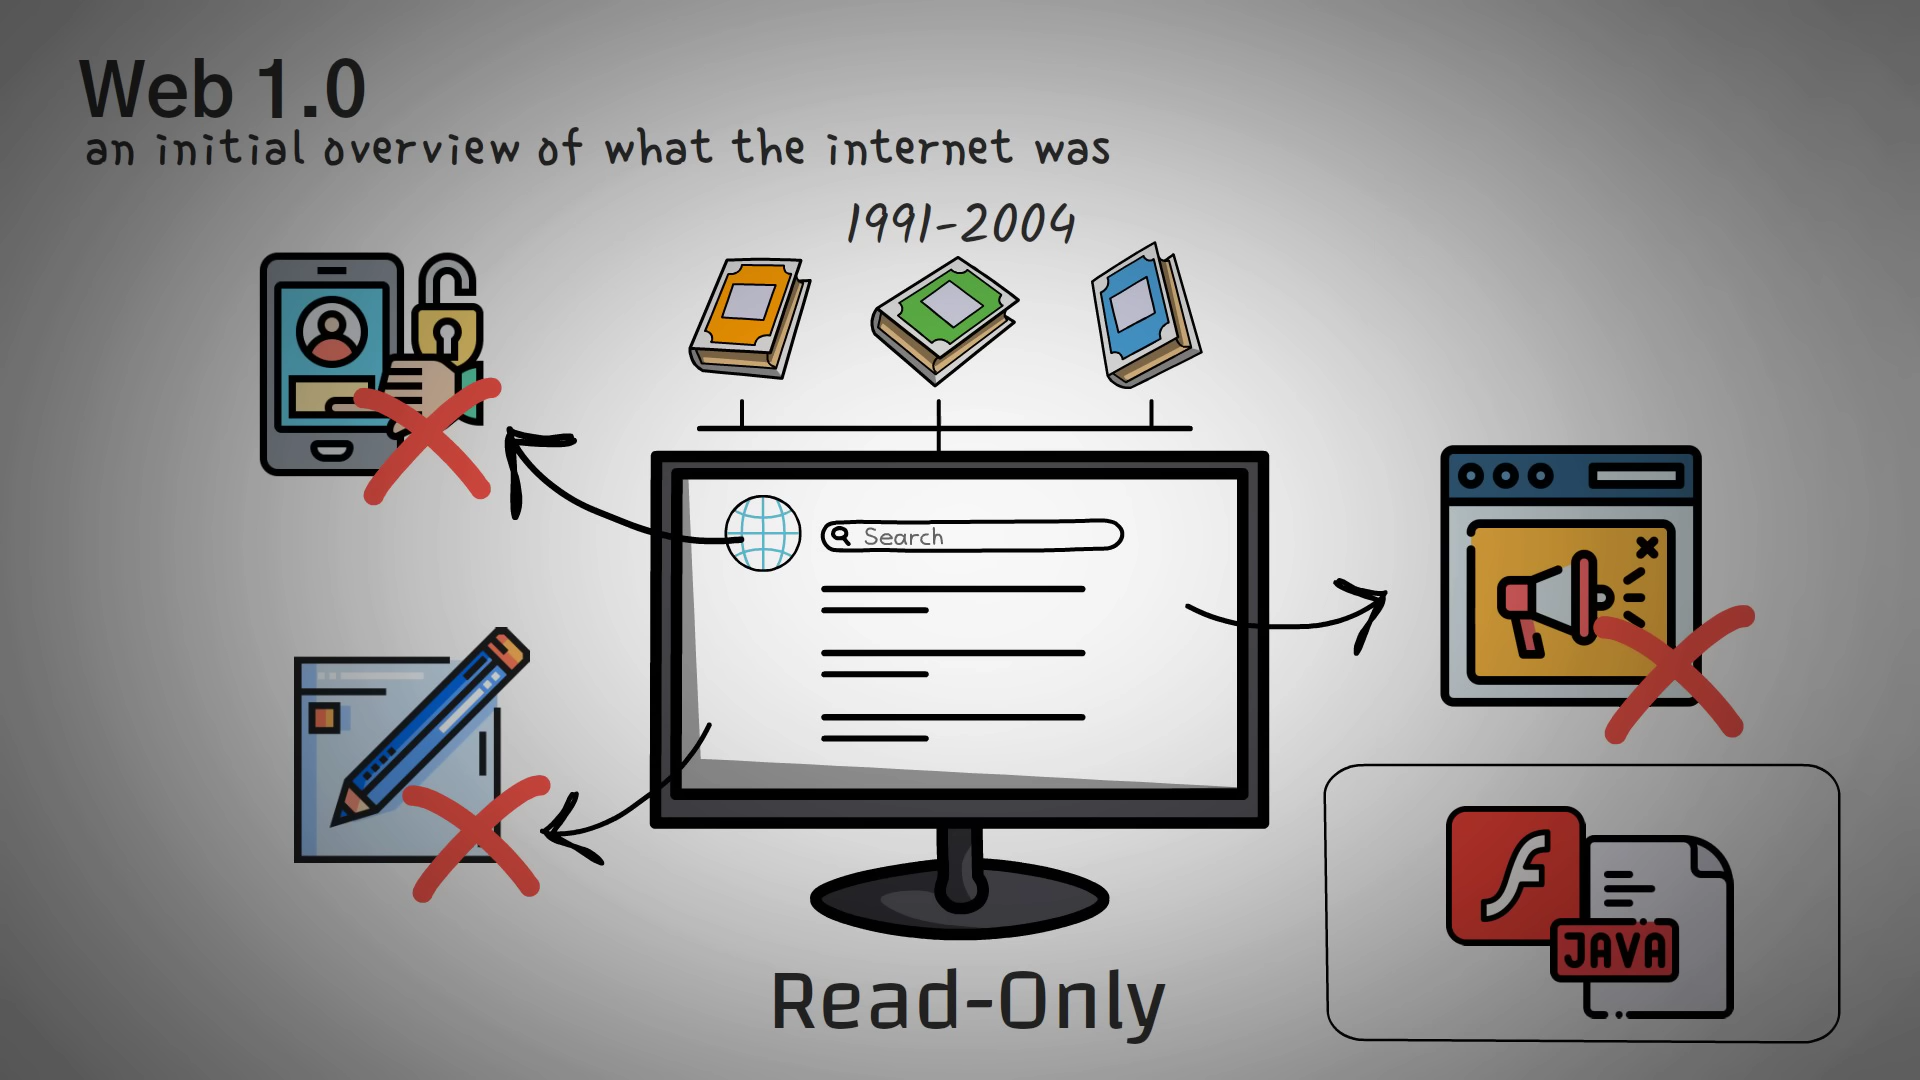 Web 1.0
an initial overview of what the internet was
1991-2004
Search
JAVA
Read-Only